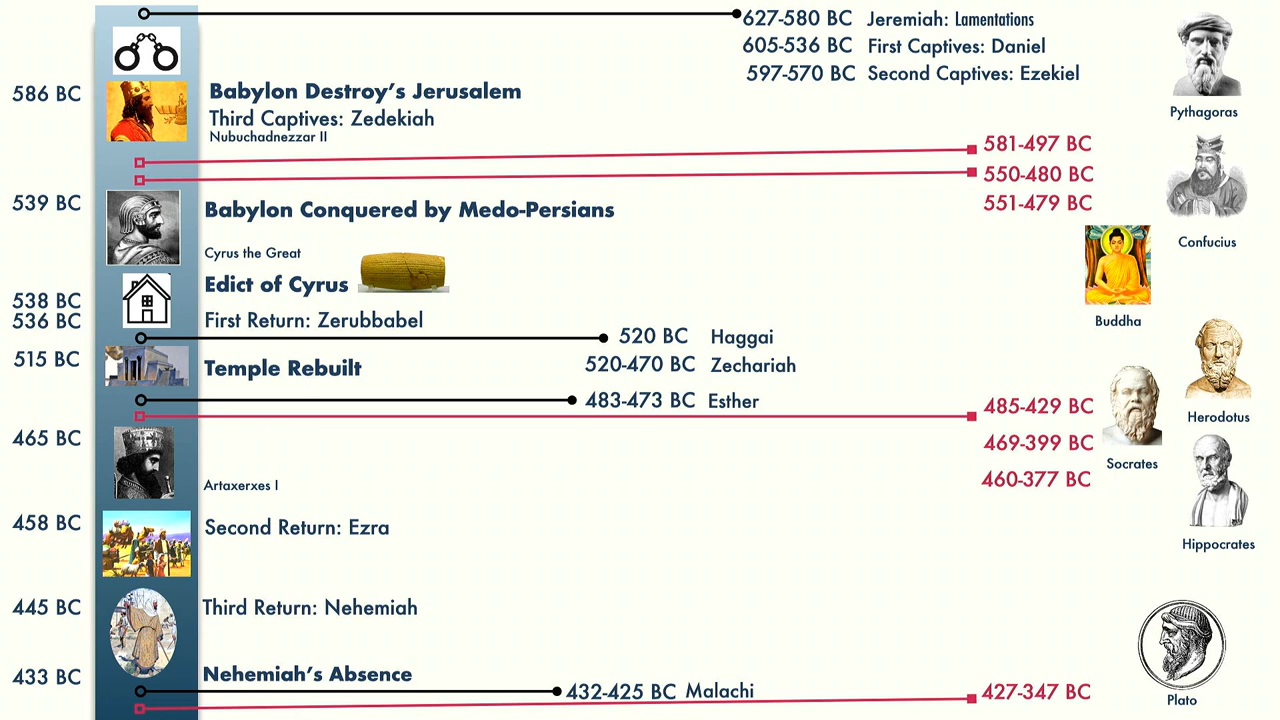 627-580 BC Jeremiah: Lamentations
605-536 BC First Captives: Daniel
597-570 BC Second Captives: Ezekiel
Pythagoras
586 BC
Babylon Destroy's Jerusalem
Third Captives: Zedekiah
Nubuchadnezzar II
581-497 BC
550-480 BC
551-479 BC
Confucius
539 BC
Babylon Conquered by Medo-Persians
Cyrus the Great
Edict of Cyrus
Buddha
538 BC
536 BC
First Return: Zerubbabel
520 BC Haggai
515 BC
Temple Rebuilt
520-470 BC Zechariah
483-473 BC Esther
485-429 BC
Herodotus
465 BC
469-399 BC
Socrates
460-377 BC
Artaxerxes I
Hippocrates
458 BC
Second Return: Ezra
445 BC
Third Return: Nehemiah
433 BC
Nehemiah's Absence
432-425 BC Malachi
427-347 BC
Plato